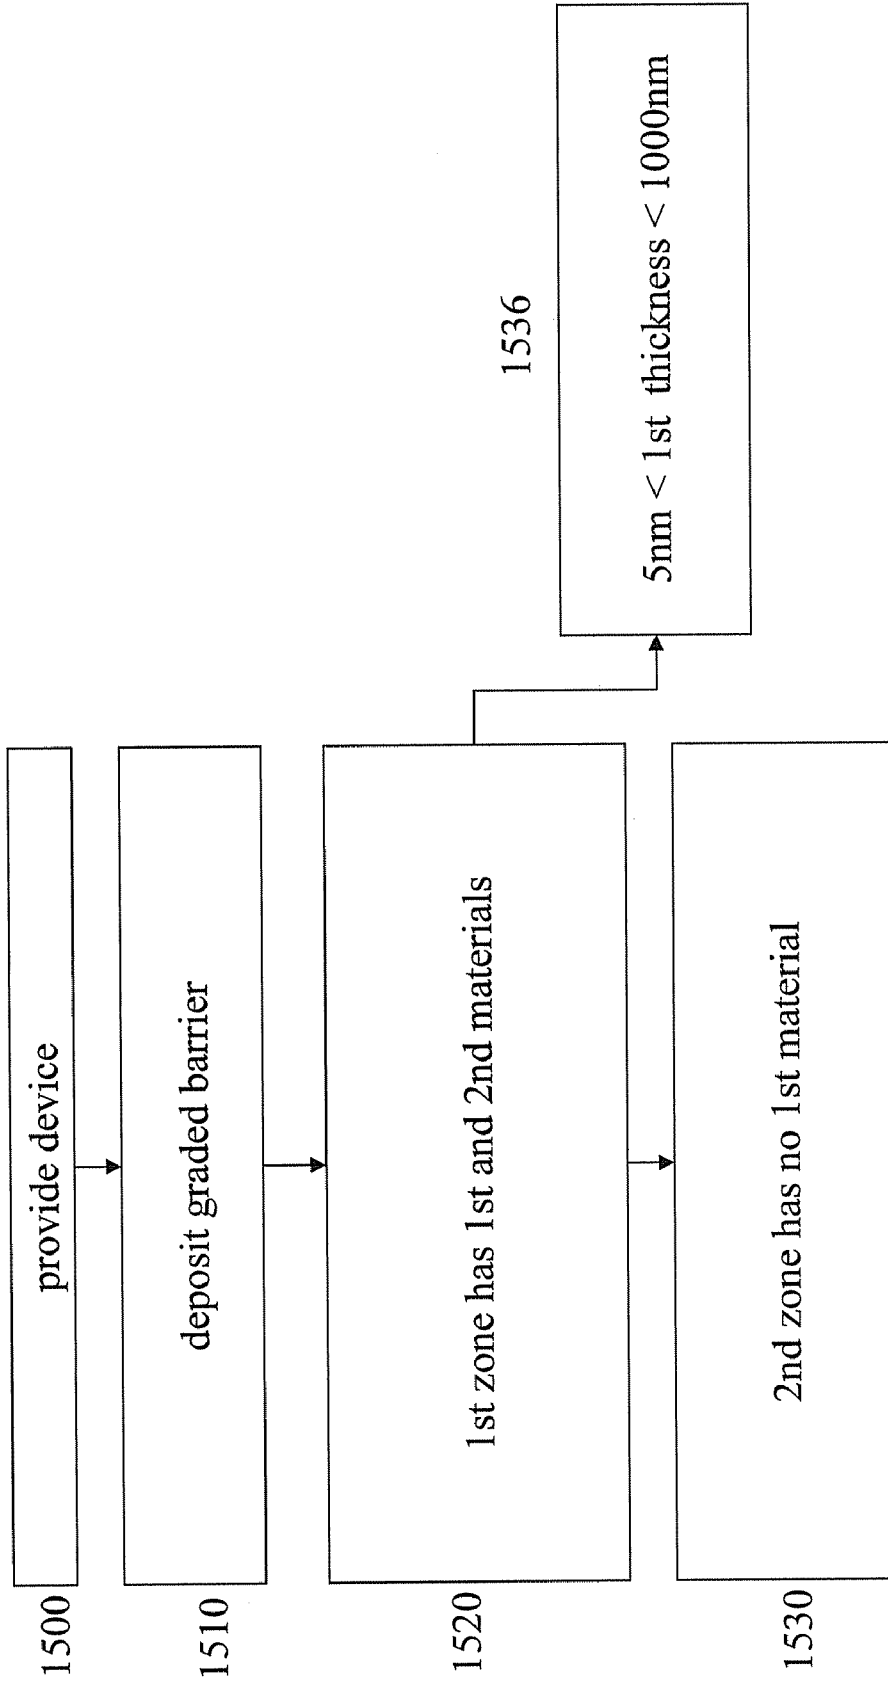 1500
provide device
1510
deposit graded barrier
1520
1st zone has 1st and 2nd materials
1536
5nm < 1st thickness < 1000nm
1530
2nd zone has no 1st material